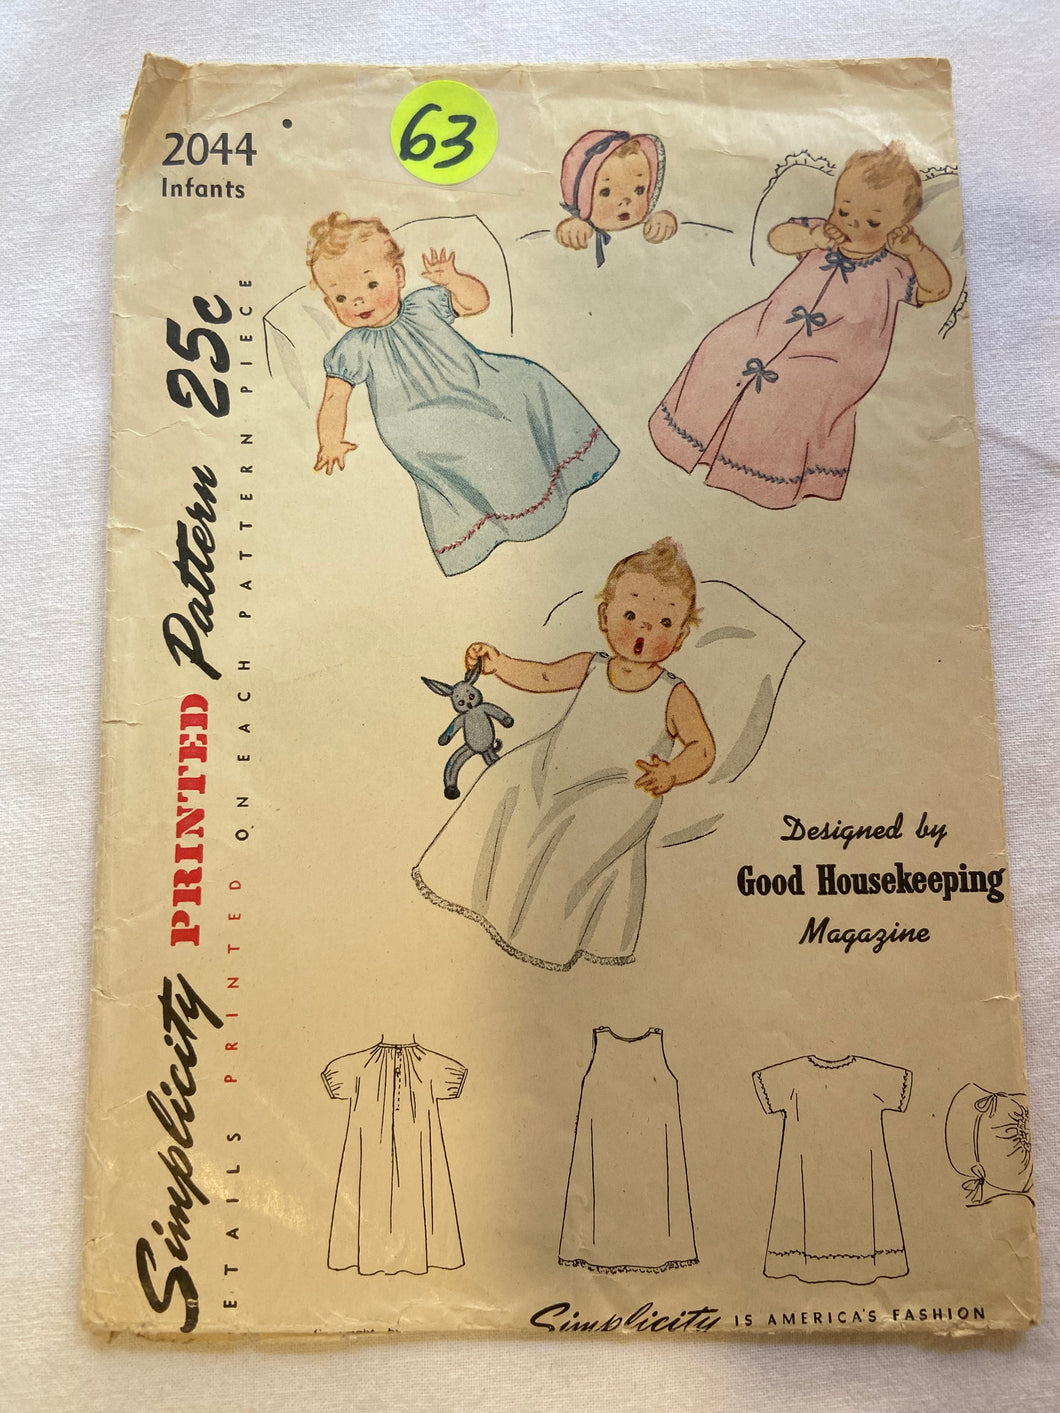 2044
Infants
63
Simplicity PRINTED Pattern 25c
ETAILS PRINTED ON EACH PATTERN PIECE
Designed by
Good Housekeeping
Magazine
Simplicity IS AMERICA'S FASHION